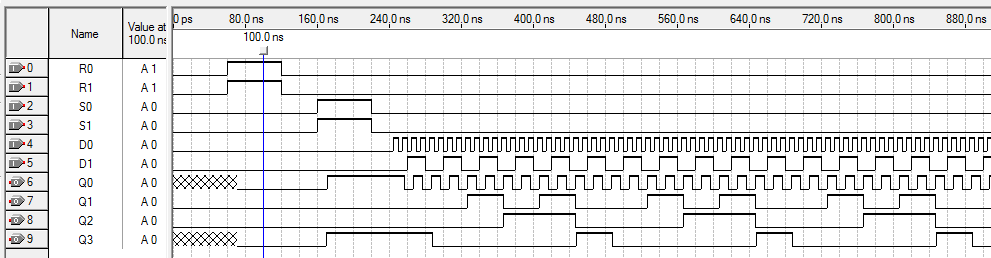 Name
Value at
100.0 ns
0 ps
80.0 ns
160.0 ns
240.0 ns
320.0 ns
400.0 ns
480.0 ns
560.0 ns
640.0 ns
720.0 ns
800.0 ns
880.0 ns
100.0 ns
0 R0 A 1
1 R1 A 1
2 S0 A 0
3 S1 A 0
4 D0 A 0
5 D1 A 0
6 Q0 A 0
7 Q1 A 0
8 Q2 A 0
9 Q3 A 0